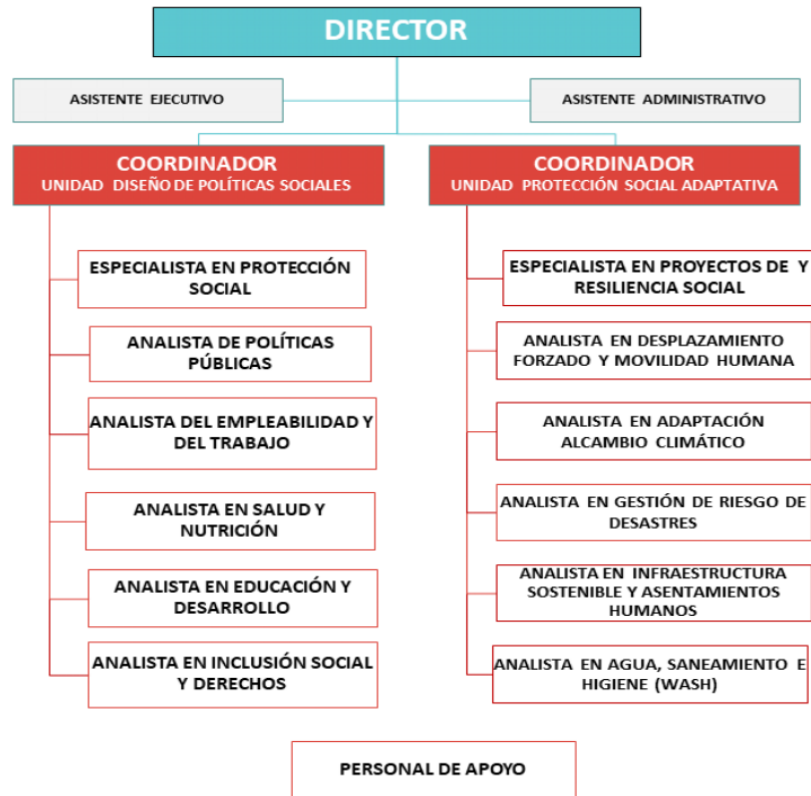 DIRECTOR
ASISTENTE EJECUTIVO
ASISTENTE ADMINISTRATIVO
COORDINADOR
UNIDAD DISEÑO DE POLÍTICAS SOCIALES
COORDINADOR
UNIDAD PROTECCIÓN SOCIAL ADAPTATIVA
ESPECIALISTA EN PROTECCIÓN
SOCIAL
ANALISTA DE POLÍTICAS
PÚBLICAS
ANALISTA DEL EMPLEABILIDAD Y
DEL TRABAJO
ANALISTA EN SALUD Y
NUTRICIÓN
ANALISTA EN EDUCACIÓN Y
DESARROLLO
ANALISTA EN INCLUSIÓN SOCIAL
Y DERECHOS
ESPECIALISTA EN PROYECTOS DE Y
RESILIENCIA SOCIAL
ANALISTA EN DESPLAZAMIENTO
FORZADO Y MOVILIDAD HUMANA
ANALISTA EN ADAPTACIÓN
ALCAMBIO CLIMÁTICO
ANALISTA EN GESTIÓN DE RIESGO DE
DESASTRES
ANALISTA EN INFRAESTRUCTURA
SOSTENIBLE Y ASENTAMIENTOS
HUMANOS
ANALISTA EN AGUA, SANEAMIENTO E
HIGIENE (WASH)
PERSONAL DE APOYO